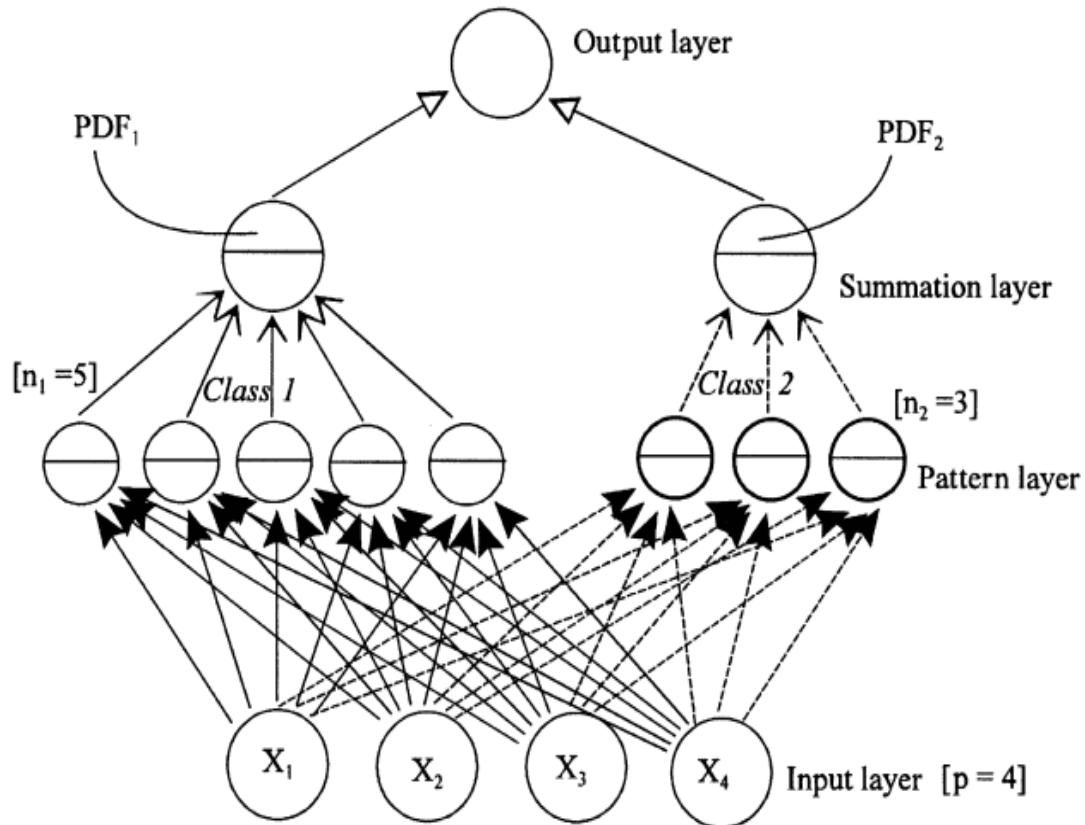 Output layer
PDF₁
PDF₂
Summation layer
[n₁ =5]
Class 1
Class 2
[n₂ =3]
Pattern layer
X₁
X₂
X₃
X₄
Input layer [p = 4]